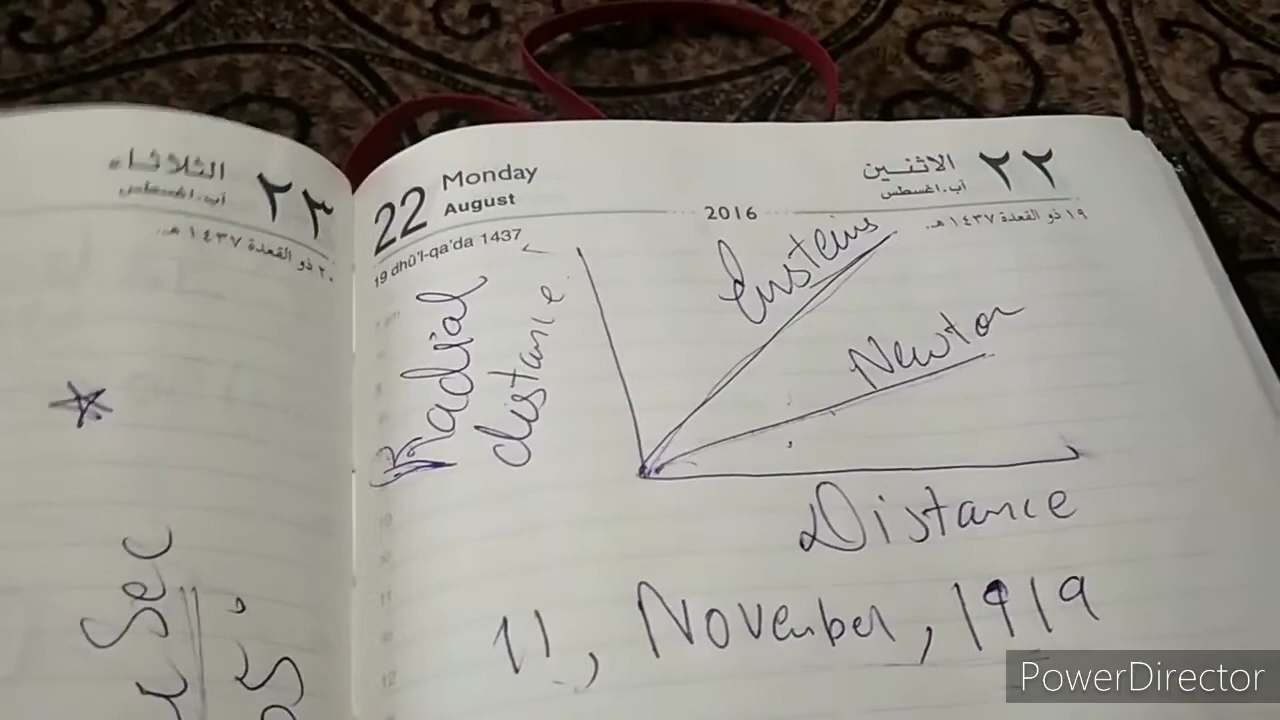 الثلاثاء ٢٣
آب، اغسطس
٢٠ ذو القعدة ١٤٣٧ هـ.
Sec
22 Monday
August
19 dhū'l-qa'da 1437
2016
الاثنين ٢٢
آب، اغسطس
١٩ ذو القعدة ١٤٣٧ هـ.
Radial
distance
Einsteins
Newton
Distance
11, November, 1919
PowerDirector